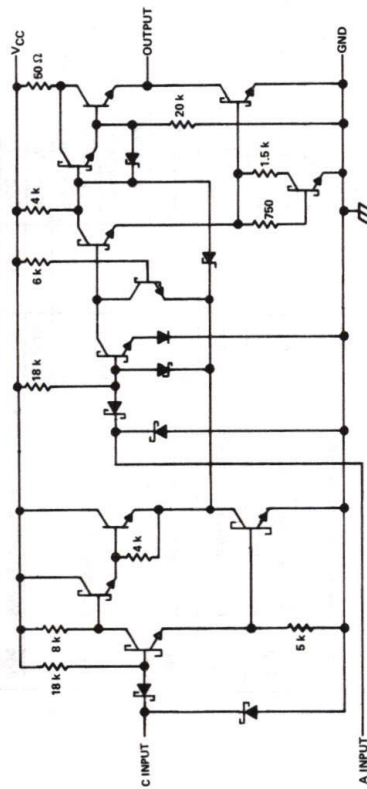 VCC
50 Ω
OUTPUT
GND
4 k
20 k
1.5 k
6 k
750
18 k
4 k
8 k
18 k
5 k
C INPUT
A INPUT